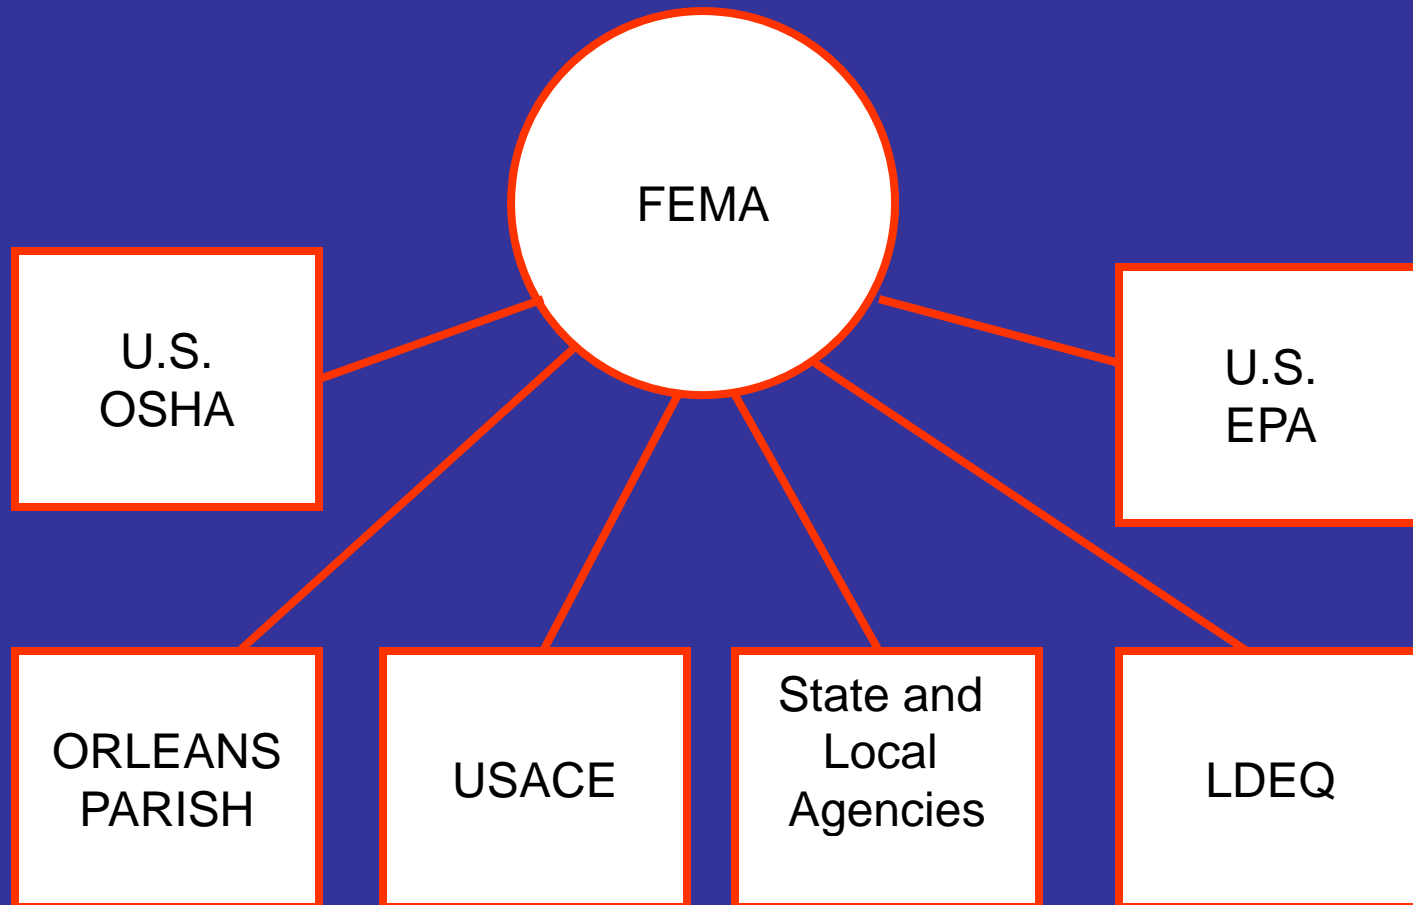 FEMA
U.S.
OSHA
U.S.
EPA
ORLEANS
PARISH
USACE
State and
Local
Agencies
LDEQ